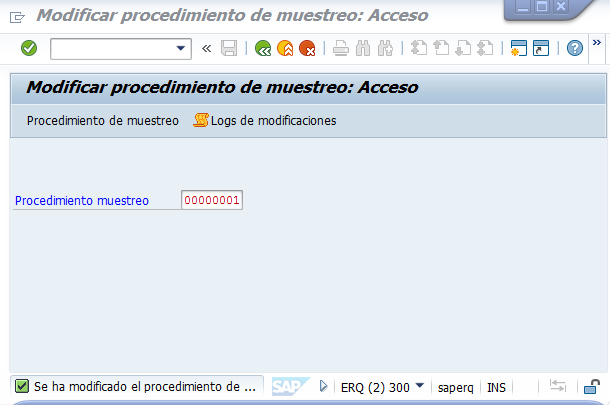 Modificar procedimiento de muestreo: Acceso
Modificar procedimiento de muestreo: Acceso
Procedimiento de muestreo Logs de modificaciones
Procedimiento muestreo 00000001
Se ha modificado el procedimiento de ... SAP ERQ (2) 300 saperq INS